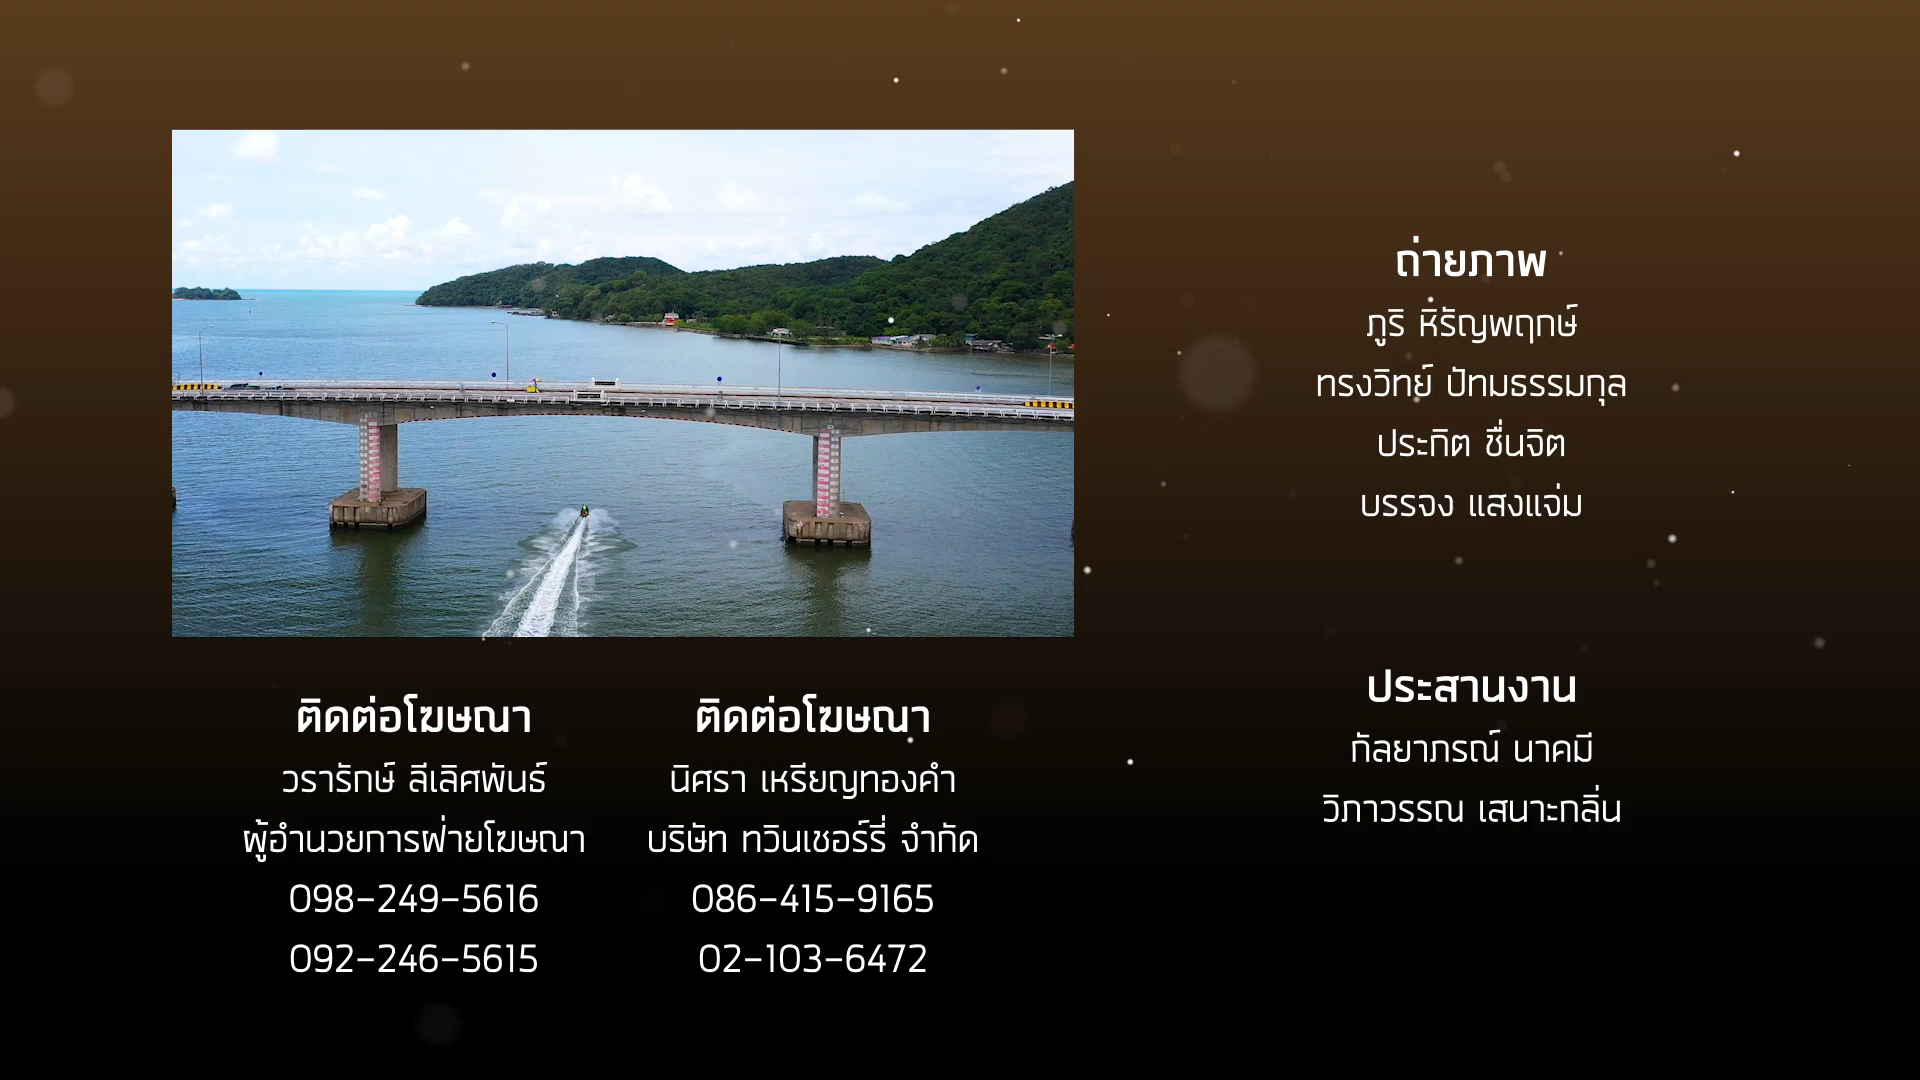 ถ่ายภาพ
ภูริ หิรัญพฤกษ์
ทรงวิทย์ ปัทมธรรมกุล
ประกิต ชื่นจิต
บรรจง แสงแจ่ม
ประสานงาน
กัลยาภรณ์ นาคมี
วิภาวรรณ เสนาะกลิ่น
ติดต่อโฆษณา
วรารักษ์ ลีเลิศพันธ์
ผู้อำนวยการฝ่ายโฆษณา
098-249-5616
092-246-5615
ติดต่อโฆษณา
นิศรา เหรียญทองคำ
บริษัท ทวินเชอร์รี่ จำกัด
086-415-9165
02-103-6472